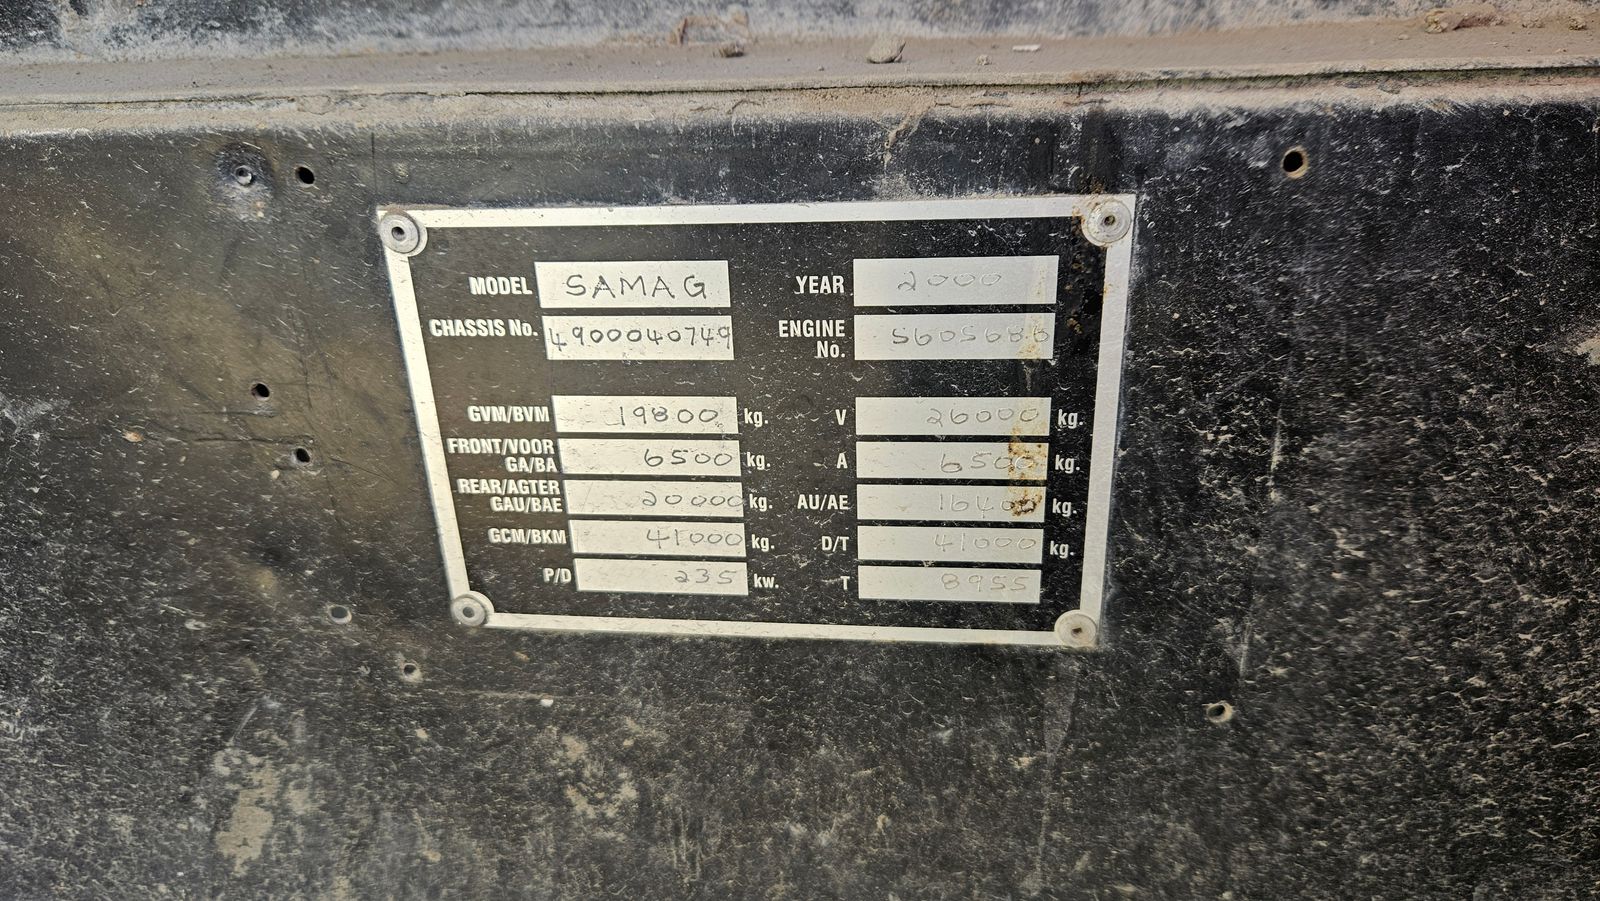 MODEL SAMAG YEAR 2000
CHASSIS No. 4900040749 ENGINE No. 5605686
GVM/BVM 19800 kg. V 26000 kg.
FRONT/VOOR GA/BA 6500 kg. A 6500 kg.
REAR/AGTER GAU/BAE 20000 kg. AU/AE 16400 kg.
GCM/BKM 41000 kg. D/T 41000 kg.
P/D 235 kw. T 8955